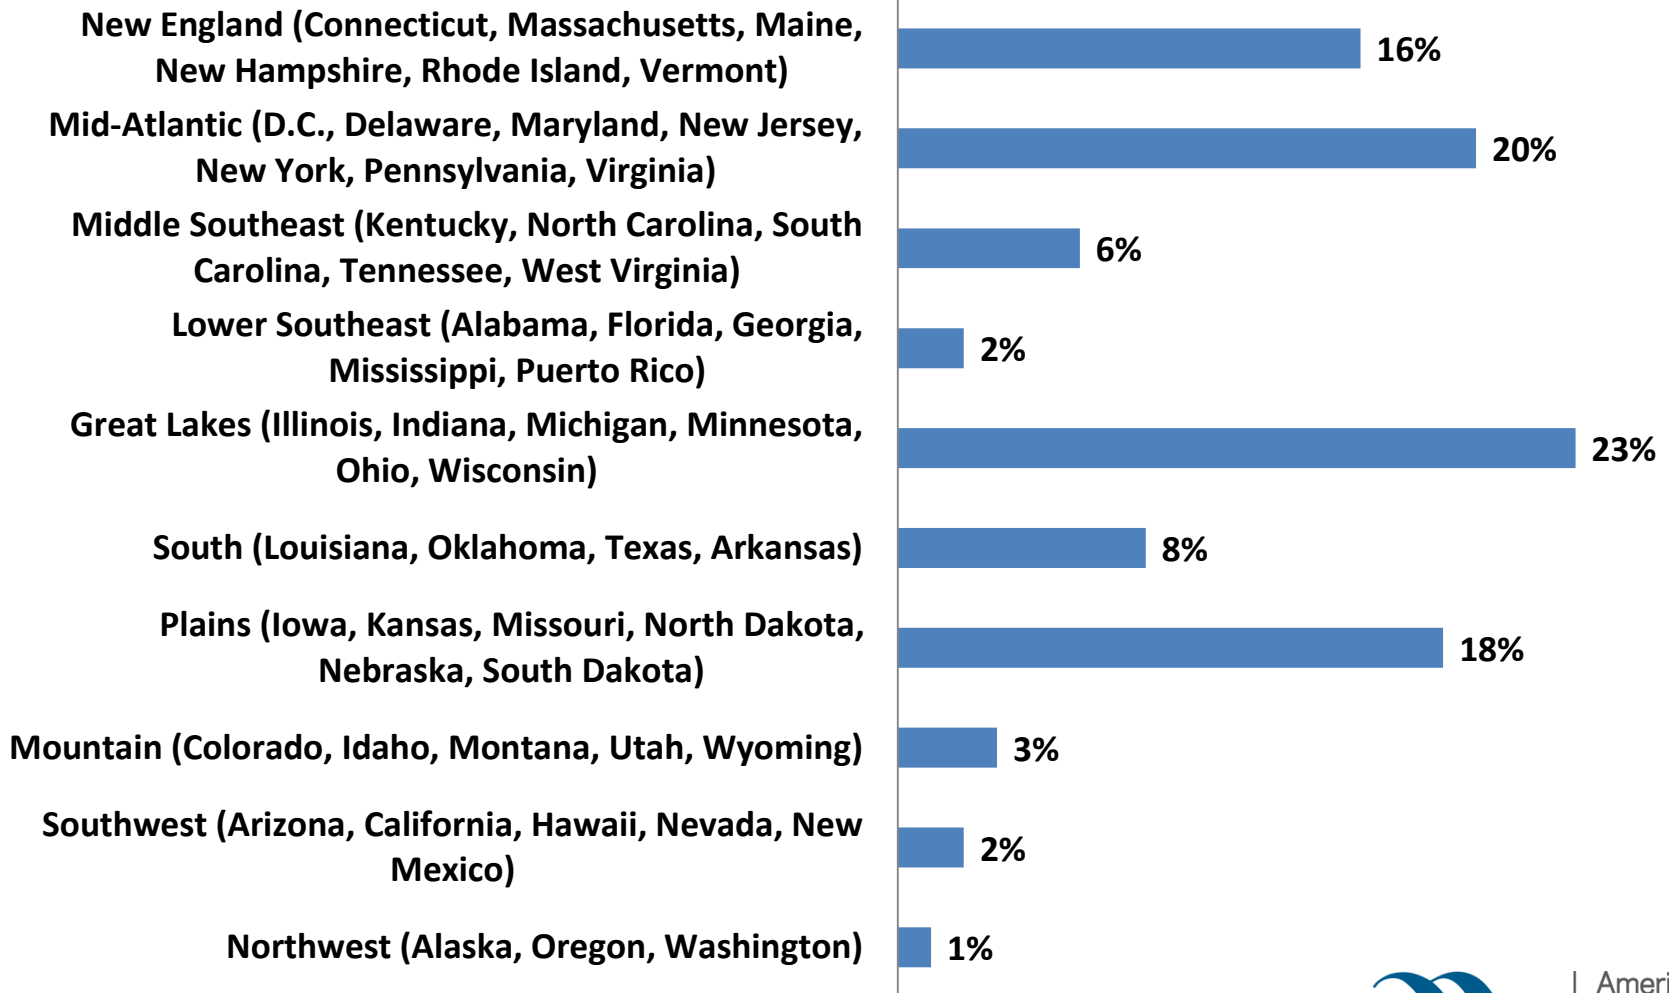 New England (Connecticut, Massachusetts, Maine,
New Hampshire, Rhode Island, Vermont)
16%
Mid-Atlantic (D.C., Delaware, Maryland, New Jersey,
New York, Pennsylvania, Virginia)
20%
Middle Southeast (Kentucky, North Carolina, South
Carolina, Tennessee, West Virginia)
6%
Lower Southeast (Alabama, Florida, Georgia,
Mississippi, Puerto Rico)
2%
Great Lakes (Illinois, Indiana, Michigan, Minnesota,
Ohio, Wisconsin)
23%
South (Louisiana, Oklahoma, Texas, Arkansas)
8%
Plains (Iowa, Kansas, Missouri, North Dakota,
Nebraska, South Dakota)
18%
Mountain (Colorado, Idaho, Montana, Utah, Wyoming)
3%
Southwest (Arizona, California, Hawaii, Nevada, New
Mexico)
2%
Northwest (Alaska, Oregon, Washington)
1%
Ameri